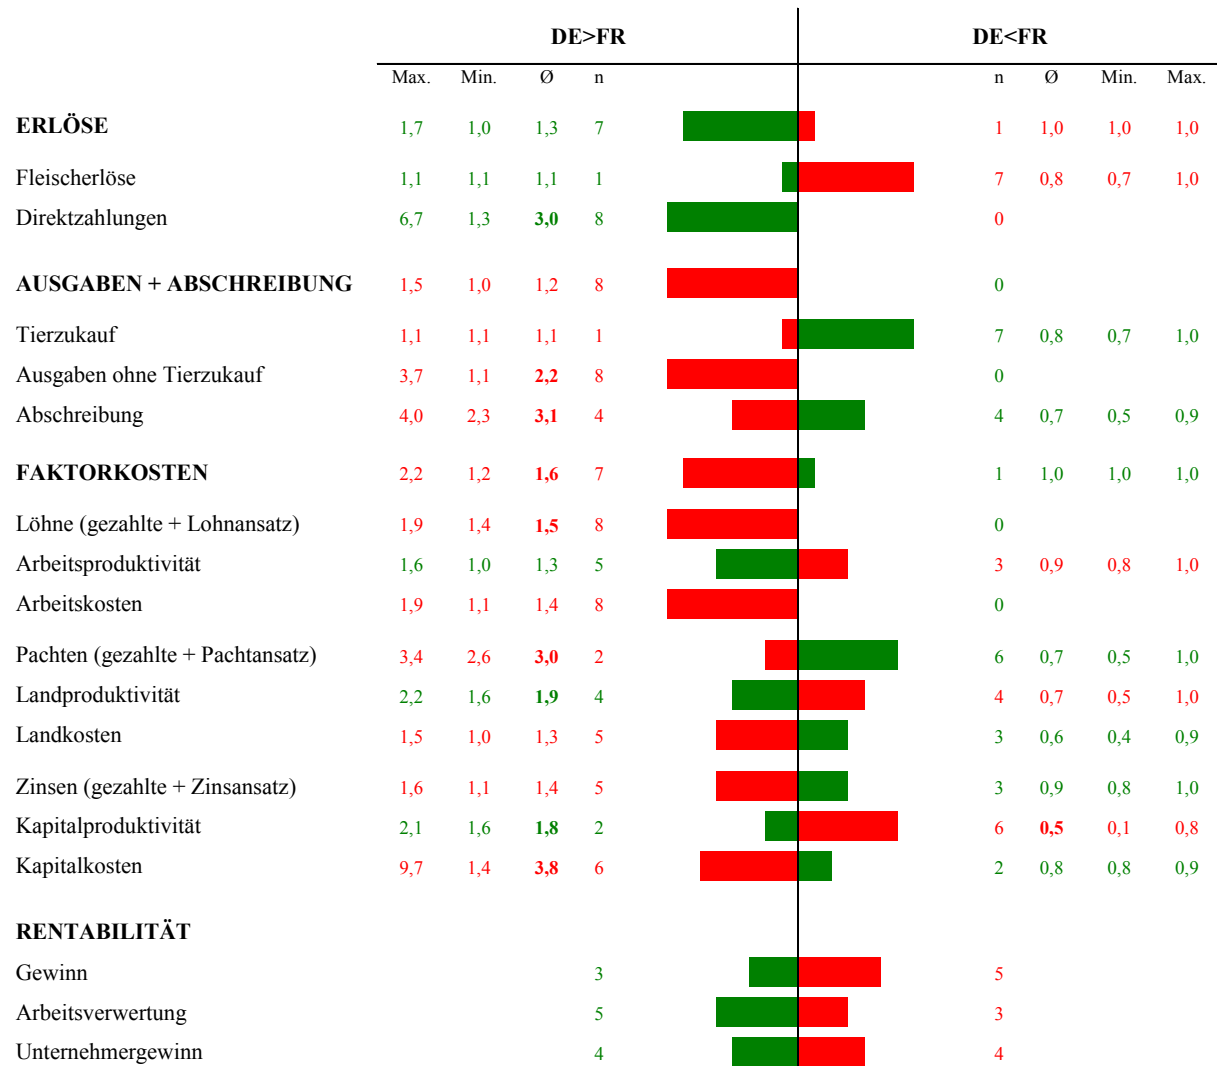 DE>FR DE<FR
Max. Min. Ø n n Ø Min. Max.
ERLÖSE 1,7 1,0 1,3 7 1 1,0 1,0 1,0
Fleischerlöse 1,1 1,1 1,1 1 7 0,8 0,7 1,0
Direktzahlungen 6,7 1,3 3,0 8 0
AUSGABEN + ABSCHREIBUNG 1,5 1,0 1,2 8 0
Tierzukauf 1,1 1,1 1,1 1 7 0,8 0,7 1,0
Ausgaben ohne Tierzukauf 3,7 1,1 2,2 8 0
Abschreibung 4,0 2,3 3,1 4 4 0,7 0,5 0,9
FAKTORKOSTEN 2,2 1,2 1,6 7 1 1,0 1,0 1,0
Löhne (gezahlte + Lohnansatz) 1,9 1,4 1,5 8 0
Arbeitsproduktivität 1,6 1,0 1,3 5 3 0,9 0,8 1,0
Arbeitskosten 1,9 1,1 1,4 8 0
Pachten (gezahlte + Pachtansatz) 3,4 2,6 3,0 2 6 0,7 0,5 1,0
Landproduktivität 2,2 1,6 1,9 4 4 0,7 0,5 1,0
Landkosten 1,5 1,0 1,3 5 3 0,6 0,4 0,9
Zinsen (gezahlte + Zinsansatz) 1,6 1,1 1,4 5 3 0,9 0,8 1,0
Kapitalproduktivität 2,1 1,6 1,8 2 6 0,5 0,1 0,8
Kapitalkosten 9,7 1,4 3,8 6 2 0,8 0,8 0,9
RENTABILITÄT
Gewinn 3 5
Arbeitsverwertung 5 3
Unternehmergewinn 4 4